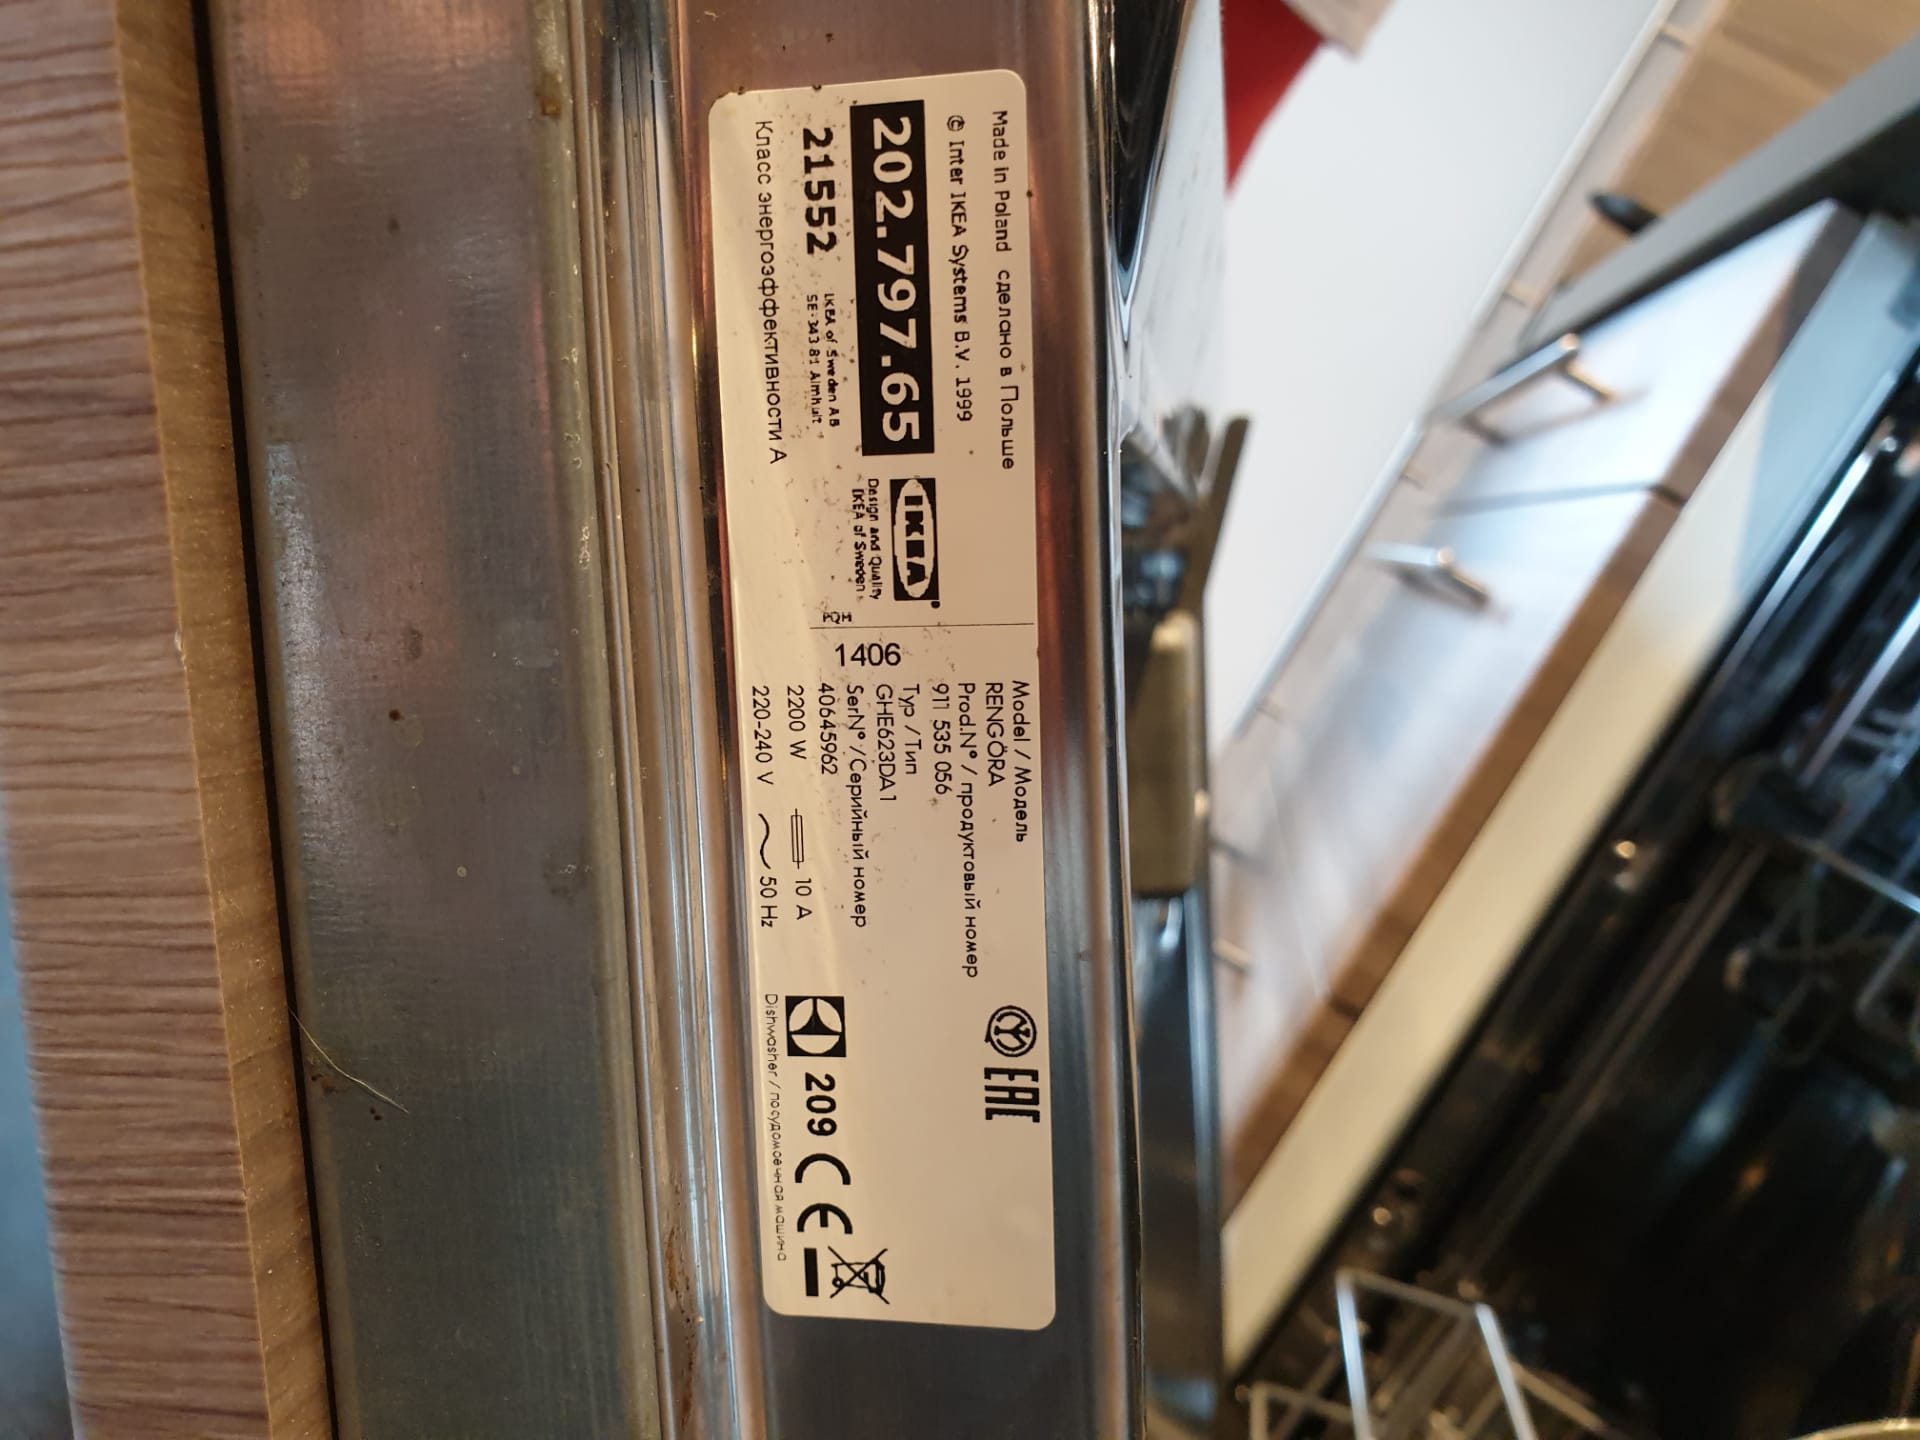 Made in Poland сделано в Польше
© Inter IKEA Systems B.V. 1999
202.797.65
IKEA®
Design and Quality
IKEA of Sweden
21552
IKEA of Sweden AB
SE-343 81 Älmhult
Класс энергоэффективности А
1406
Model / Модель
RENGÖRA
Prod.N° / продуктовый номер
911 535 056
Typ / Тип
GHE623DA1
SerN° / Серийный номер
40645962
2200 W 10 A
220-240 V 50 Hz
EAC
209 CE
Dishwasher / посудомоечная машина